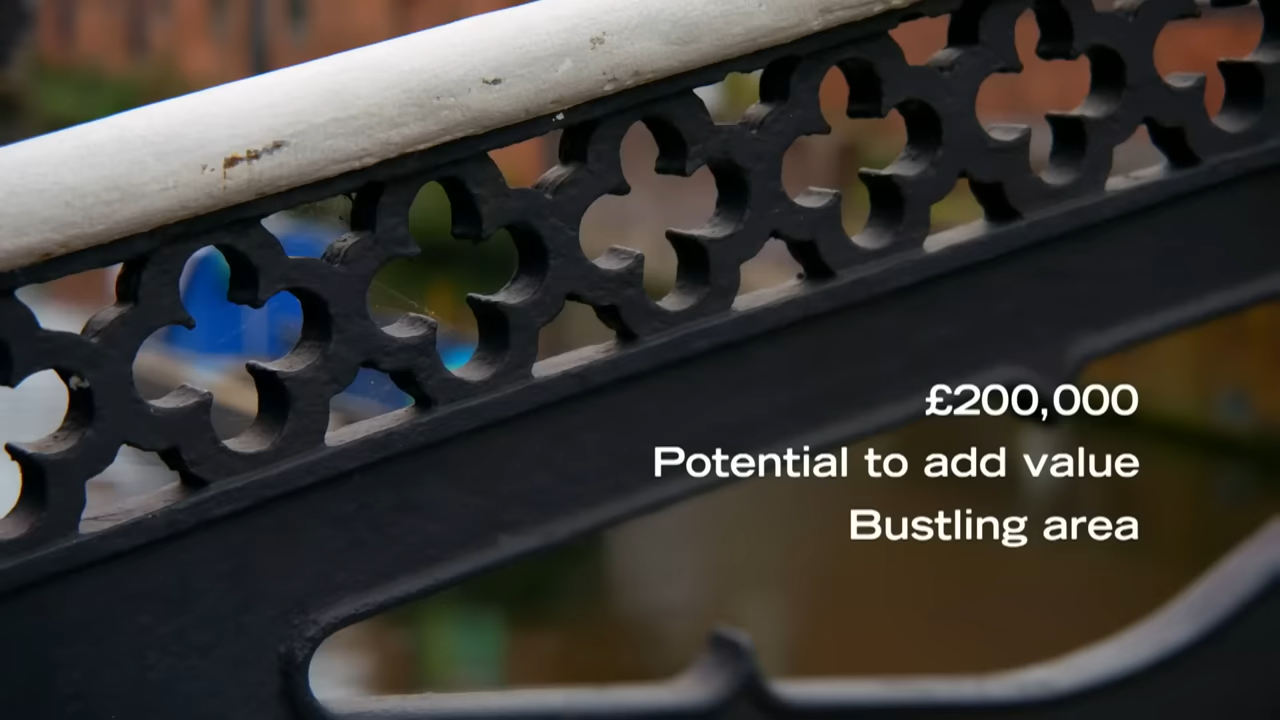 £200,000
Potential to add value
Bustling area